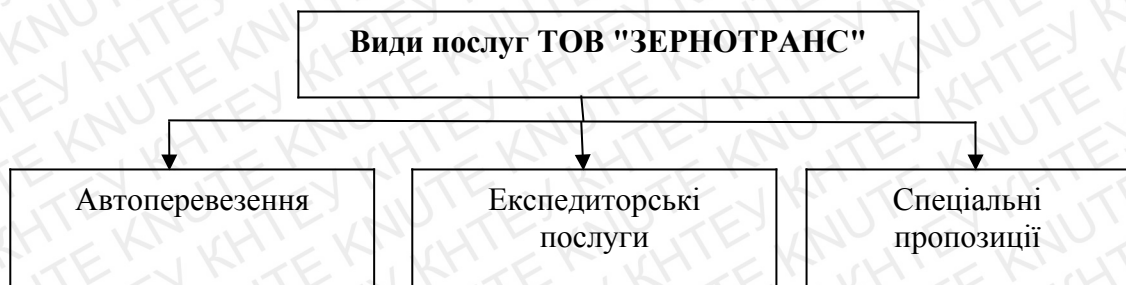 Види послуг ТОВ "ЗЕРНОТРАНС"
Автоперевезення
Експедиторські
послуги
Спеціальні
пропозиції